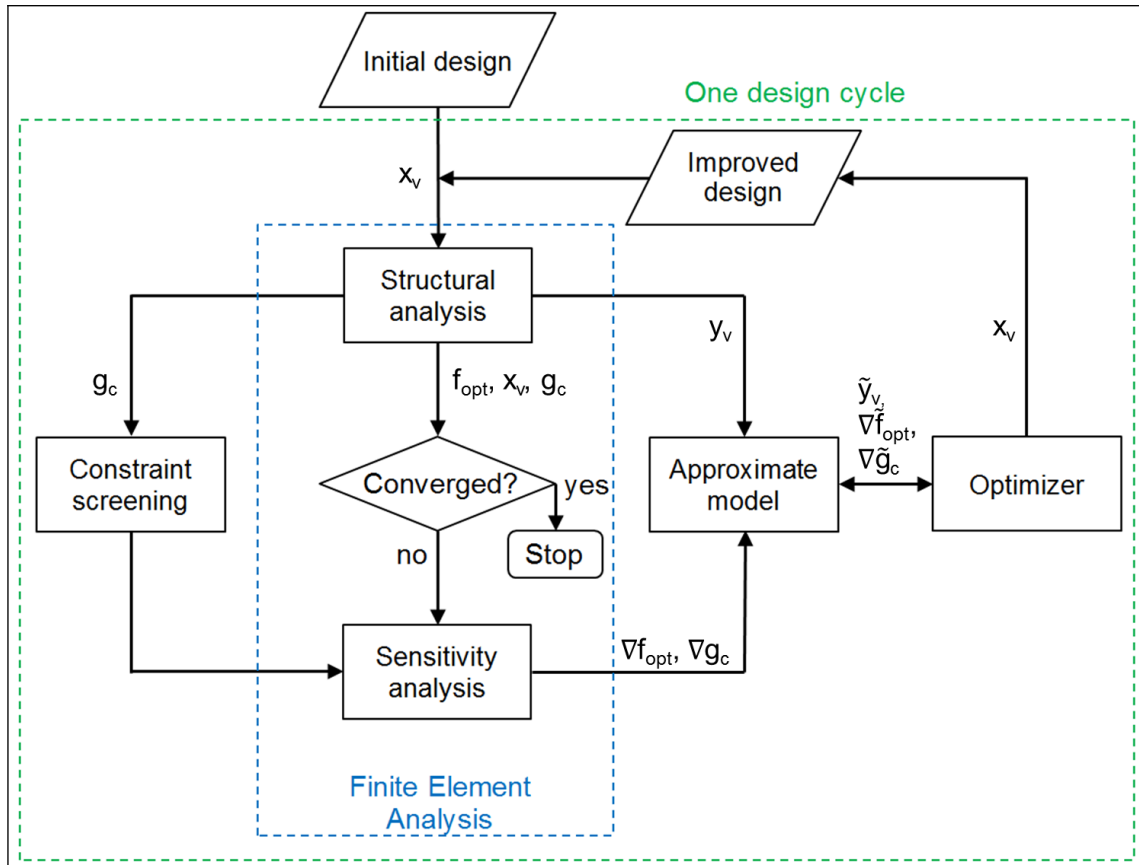 Initial design
One design cycle
Improved
design
x_v
Structural
analysis
y_v
x_v
g_c
f_opt, x_v, g_c
ỹ_v,
∇f̃_opt,
∇g̃_c
Constraint
screening
Converged?
yes
Approximate
model
Optimizer
Stop
no
Sensitivity
analysis
∇f_opt, ∇g_c
Finite Element
Analysis